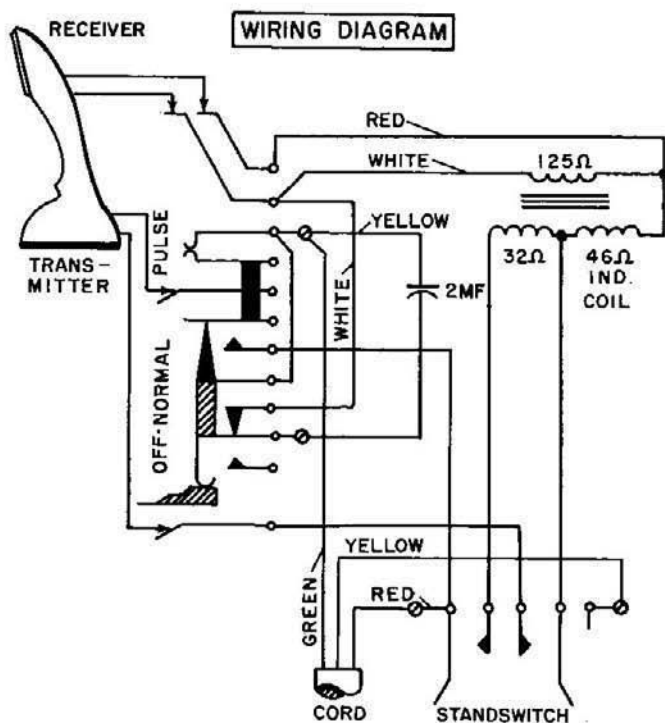 RECEIVER
WIRING DIAGRAM
RED
WHITE
125Ω
YELLOW
PULSE
TRANS-
MITTER
32Ω
46Ω
IND.
COIL
2MF
WHITE
OFF-NORMAL
YELLOW
GREEN
RED
CORD
STANDSWITCH